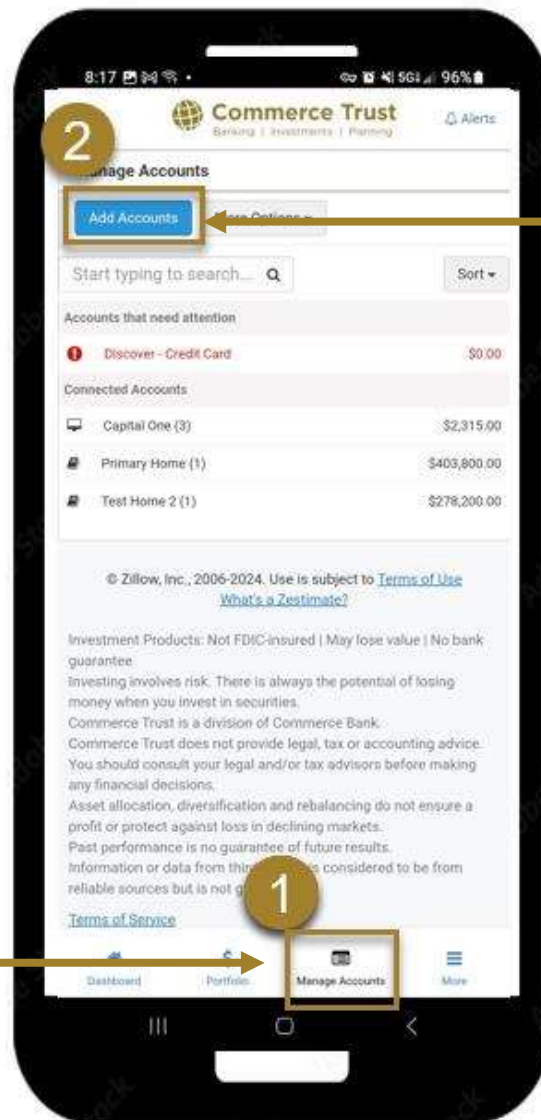 8:17
5G 96%
Commerce Trust
Banking | Investments | Planning
Alerts
2
Manage Accounts
Add Accounts
More Options
Start typing to search...
Sort
Accounts that need attention
Discover - Credit Card $0.00
Connected Accounts
Capital One (3) $2,315.00
Primary Home (1) $403,800.00
Test Home 2 (1) $278,200.00
© Zillow, Inc., 2006-2024. Use is subject to Terms of Use
What's a Zestimate?
Investment Products: Not FDIC-insured | May lose value | No bank
guarantee
Investing involves risk. There is always the potential of losing
money when you invest in securities.
Commerce Trust is a division of Commerce Bank.
Commerce Trust does not provide legal, tax or accounting advice.
You should consult your legal and/or tax advisors before making
any financial decisions.
Asset allocation, diversification and rebalancing do not ensure a
profit or protect against loss in declining markets.
Past performance is no guarantee of future results.
Information or data from is considered to be from
reliable sources but is not
1
Terms of Service
Dashboard
Portfolio
Manage Accounts
More